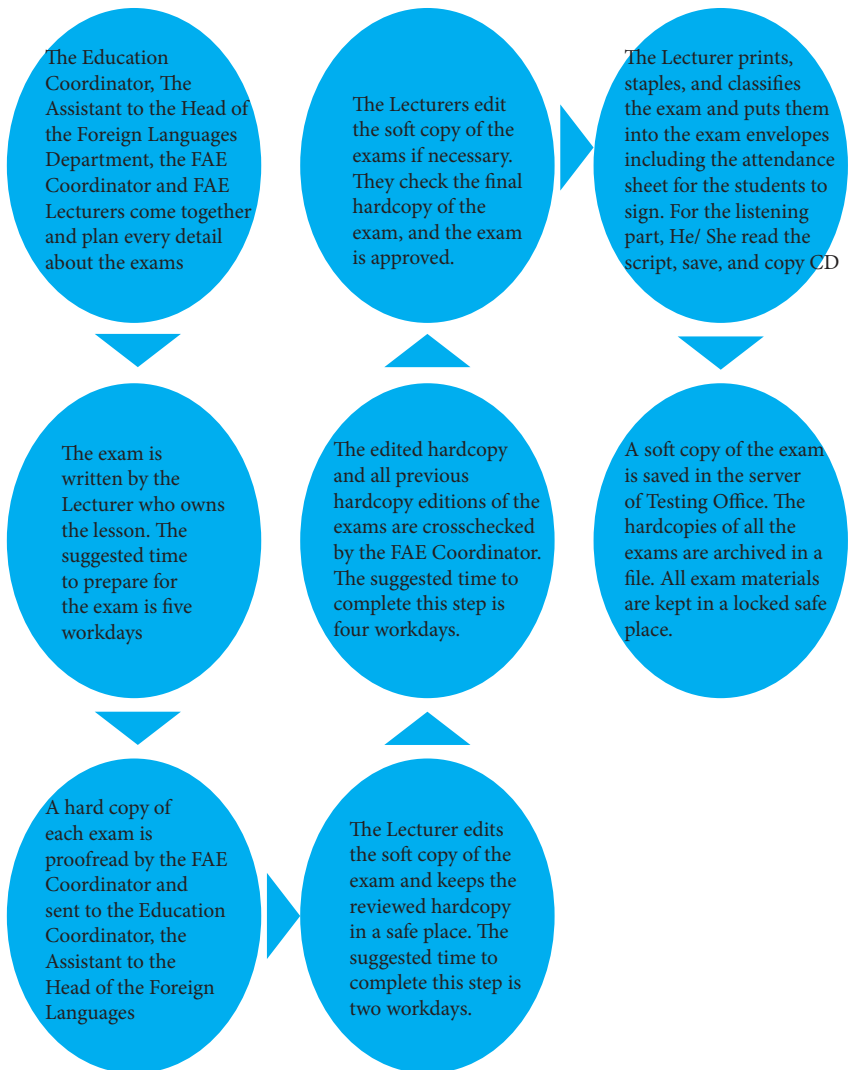 The Education
Coordinator, The
Assistant to the Head of
the Foreign Languages
Department, the FAE
Coordinator and FAE
Lecturers come together
and plan every detail
about the exams
The exam is
written by the
Lecturer who owns
the lesson. The
suggested time
to prepare for
the exam is five
workdays
A hard copy of
each exam is
proofread by the FAE
Coordinator and
sent to the Education
Coordinator, the
Assistant to the
Head of the Foreign
Languages
The Lecturer edits
the soft copy of the
exam and keeps the
reviewed hardcopy
in a safe place. The
suggested time to
complete this step is
two workdays.
The edited hardcopy
and all previous
hardcopy editions of the
exams are crosschecked
by the FAE Coordinator.
The suggested time to
complete this step is
four workdays.
The Lecturers edit
the soft copy of the
exams if necessary.
They check the final
hardcopy of the
exam, and the exam
is approved.
The Lecturer prints,
staples, and classifies
the exam and puts them
into the exam envelopes
including the attendance
sheet for the students to
sign. For the listening
part, He/ She read the
script, save, and copy CD
A soft copy of the exam
is saved in the server
of Testing Office. The
hardcopies of all the
exams are archived in a
file. All exam materials
are kept in a locked safe
place.